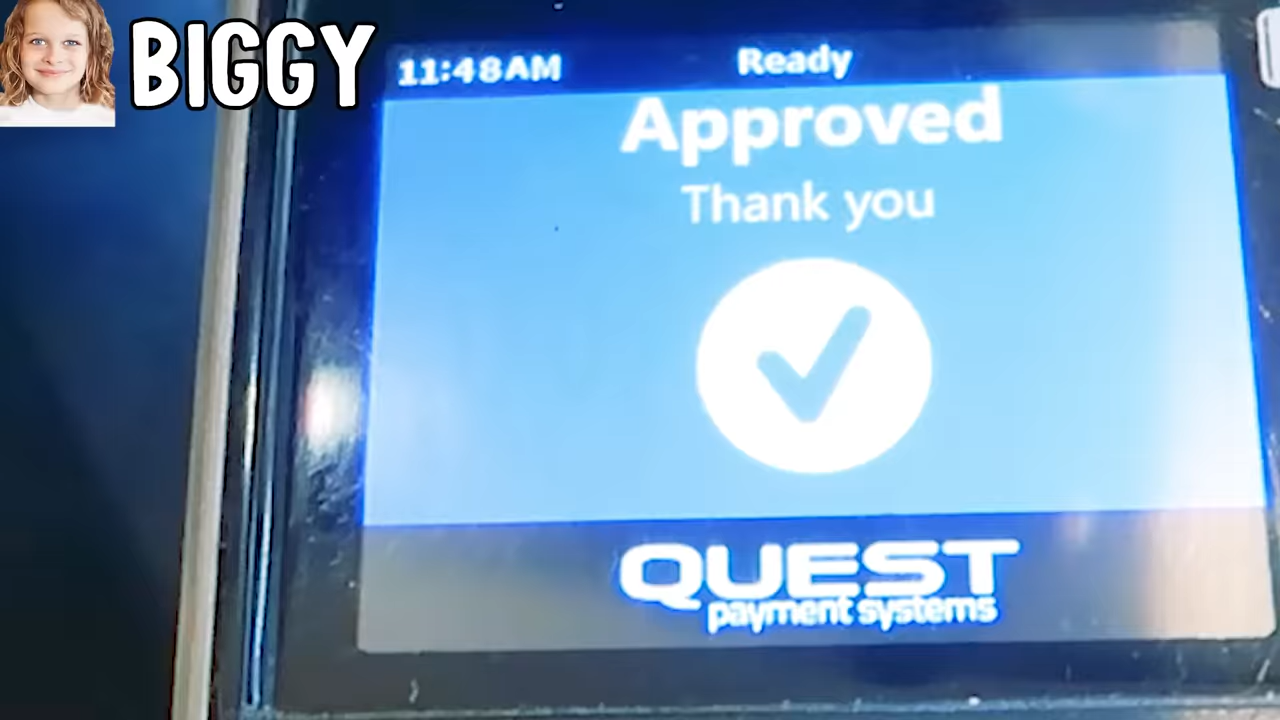 BIGGY
11:48AM
Ready
Approved
Thank you
QUEST
payment systems